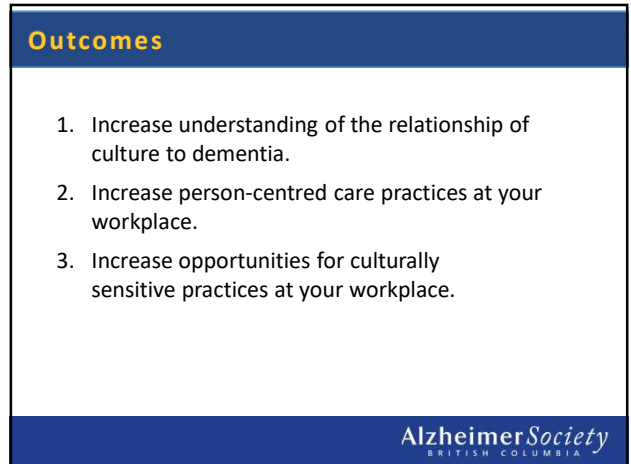 Outcomes
1. Increase understanding of the relationship of
culture to dementia.
2. Increase person-centred care practices at your
workplace.
3. Increase opportunities for culturally
sensitive practices at your workplace.
Alzheimer Society
BRITISH COLUMBIA